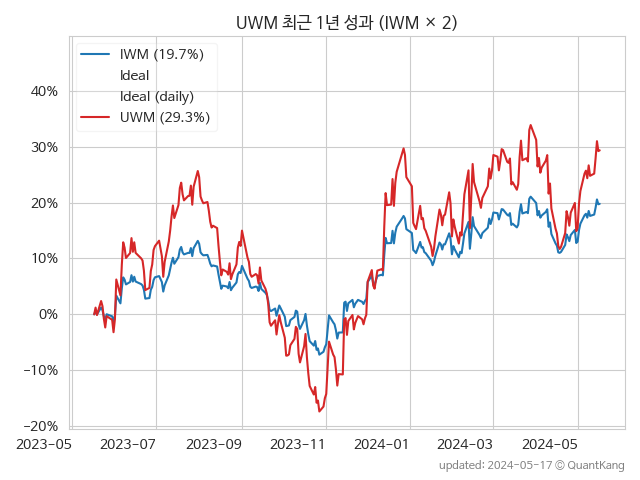 UWM 최근 1년 성과 (IWM × 2)
IWM (19.7%)
Ideal
Ideal (daily)
UWM (29.3%)
40%
30%
20%
10%
0%
−10%
−20%
2023−05 2023−07 2023−09 2023−11 2024−01 2024−03 2024−05
updated: 2024−05−17 © QuantKang